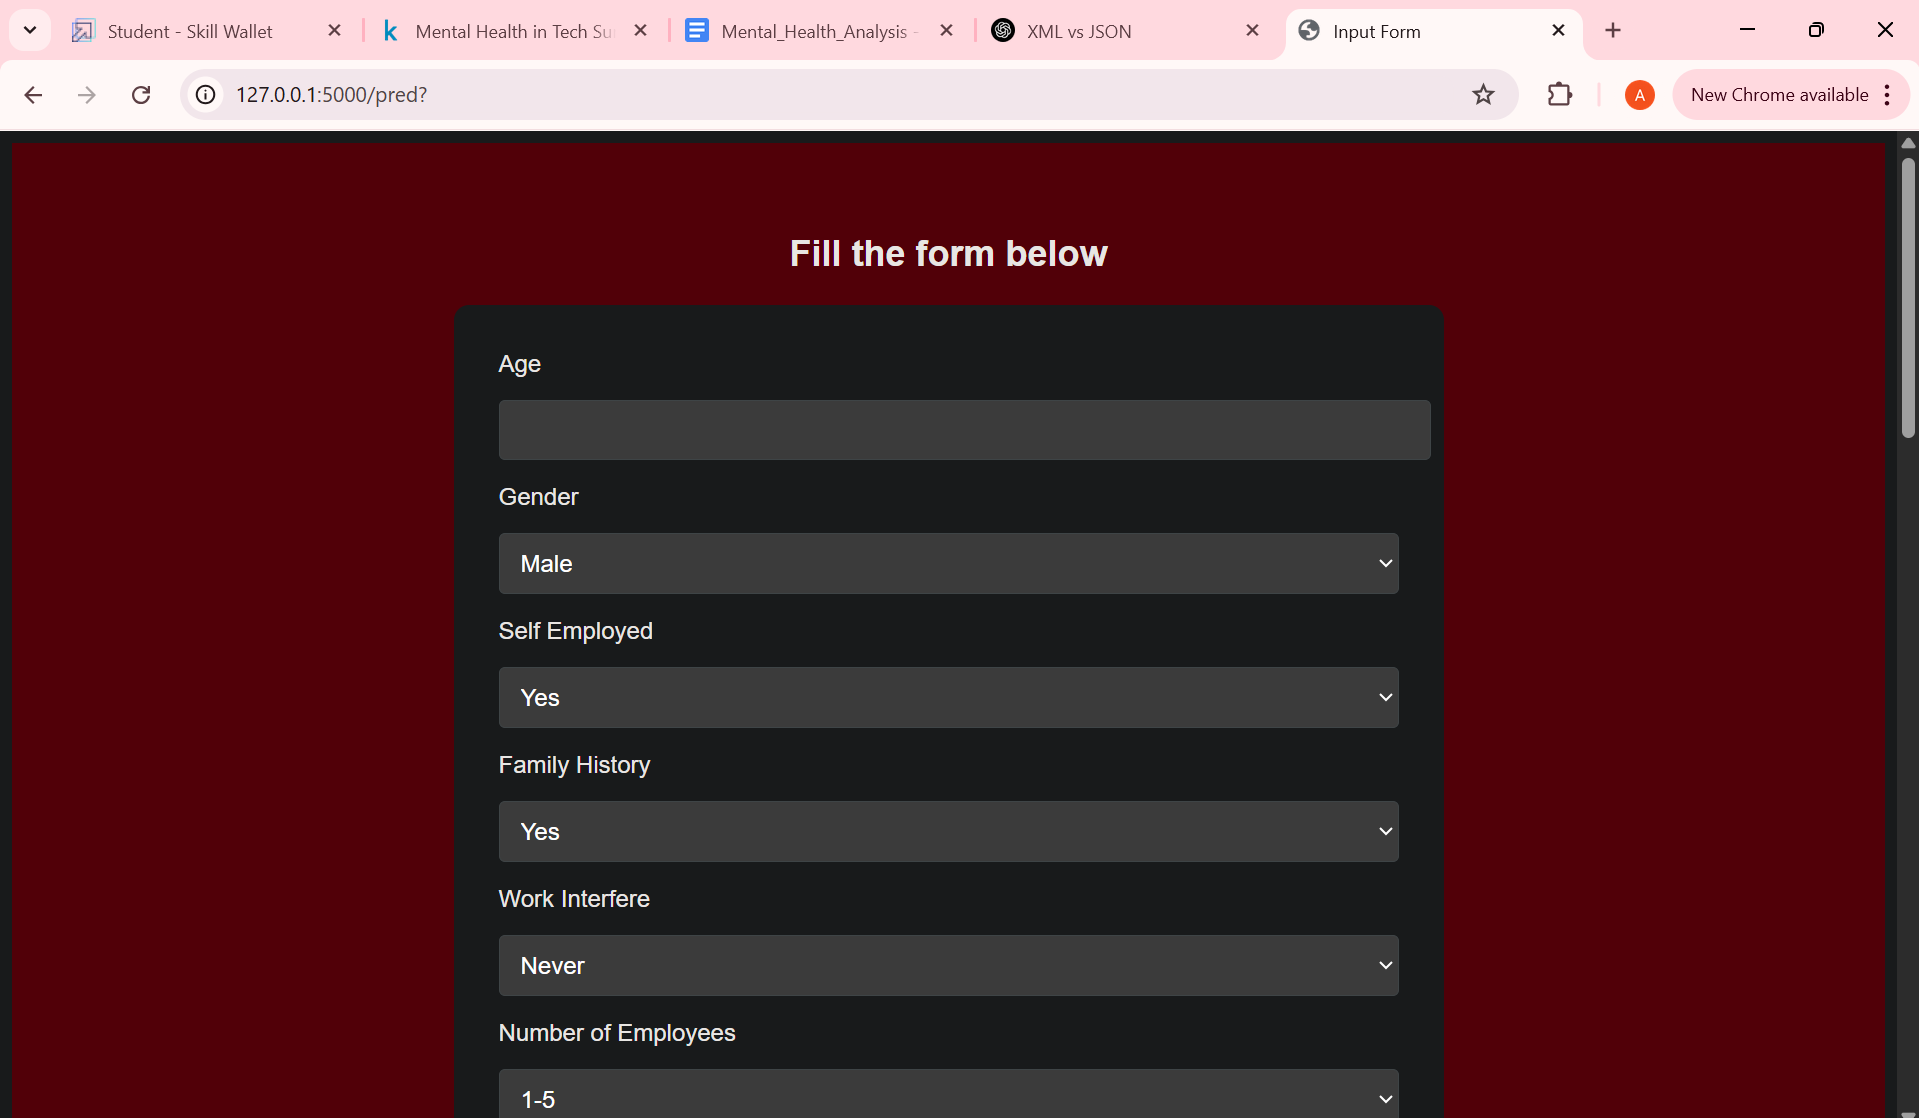 Student - Skill Wallet
Mental Health in Tech Su
Mental_Health_Analysis -
XML vs JSON
Input Form
127.0.0.1:5000/pred?
A
New Chrome available
Fill the form below
Age
Gender
Male
Self Employed
Yes
Family History
Yes
Work Interfere
Never
Number of Employees
1-5